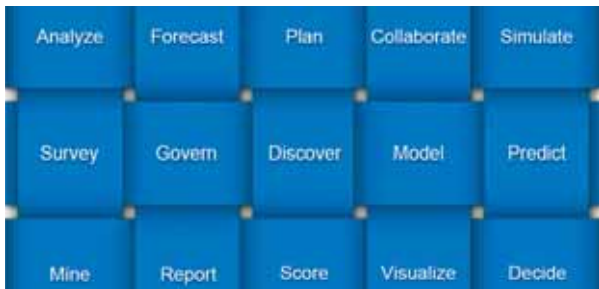 Analyze Forecast Plan Collaborate Simulate
Survey Govern Discover Model Predict
Mine Report Score Visualize Decide